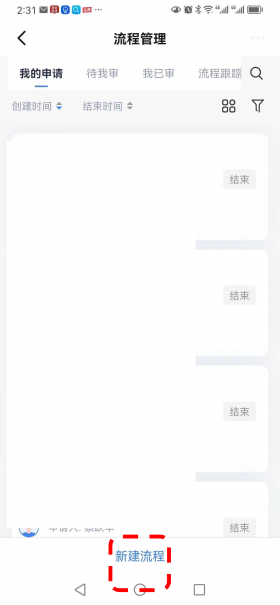 2:31
流程管理
我的申请 待我审 我已审 流程跟踪
创建时间 结束时间
结束
结束
结束
结束
新建流程